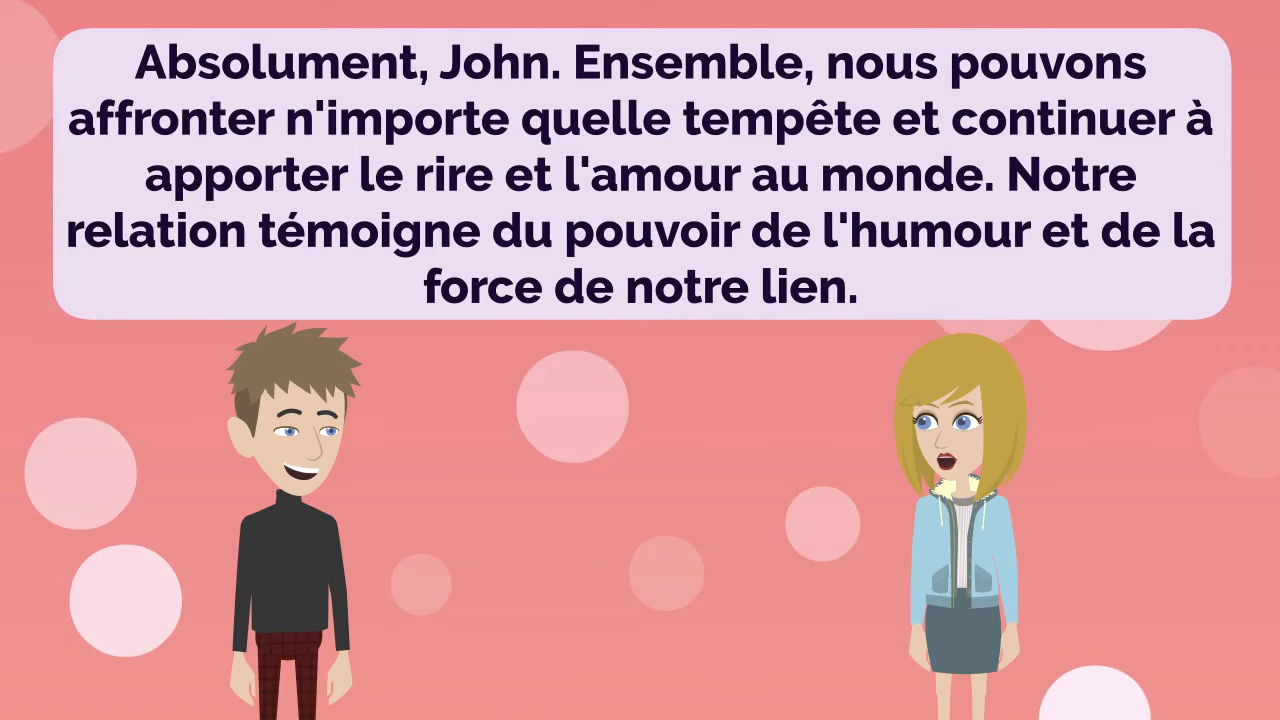 Absolument, John. Ensemble, nous pouvons
affronter n'importe quelle tempête et continuer à
apporter le rire et l'amour au monde. Notre
relation témoigne du pouvoir de l'humour et de la
force de notre lien.